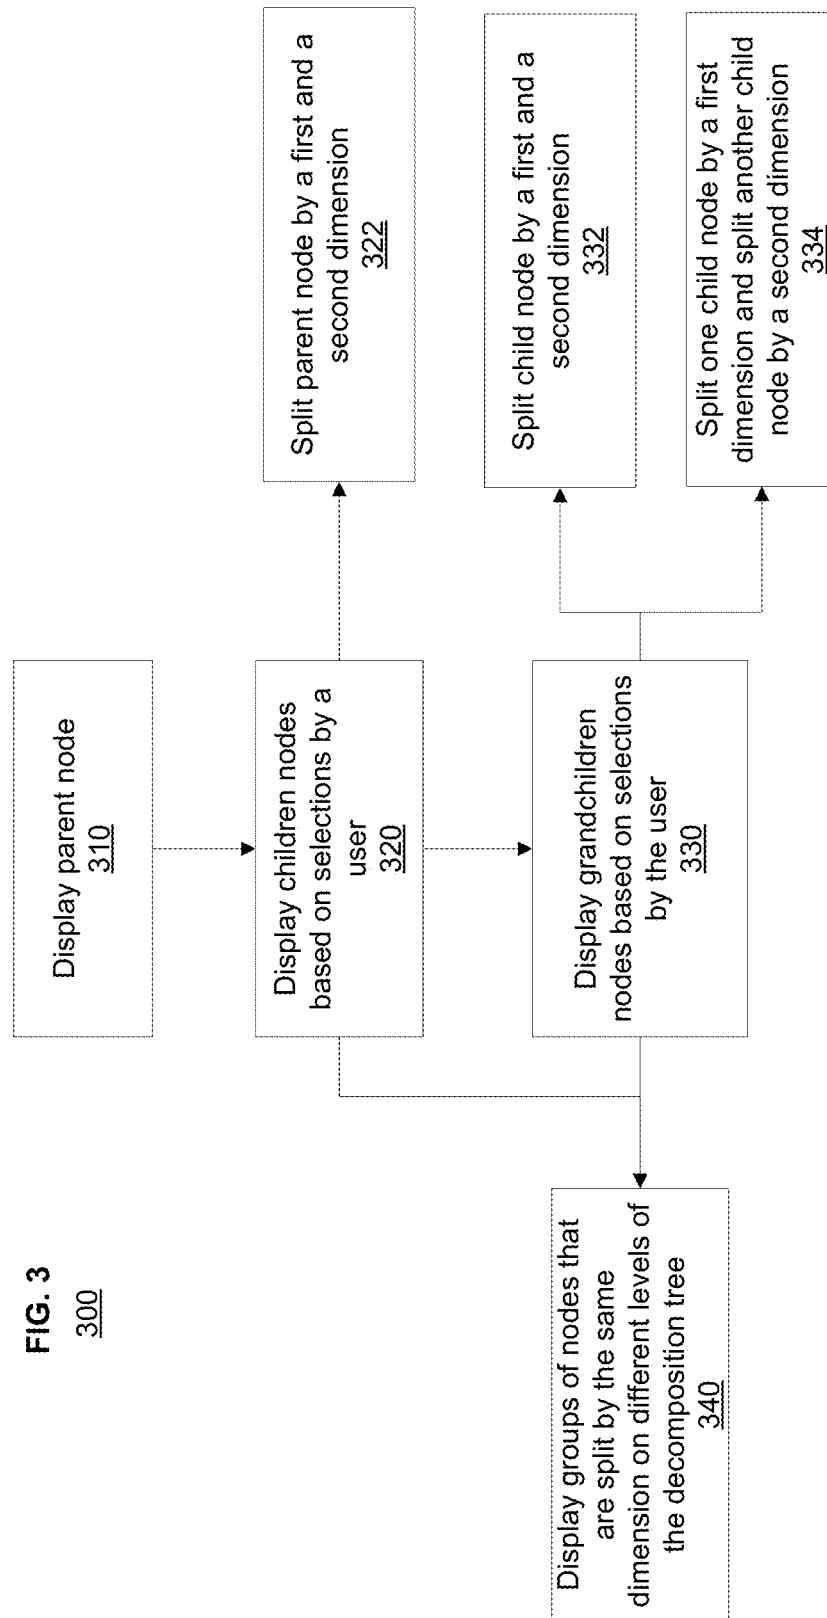 FIG. 3
300
Display parent node
310
Display children nodes
based on selections by a
user
320
Split parent node by a first and a
second dimension
322
Display grandchildren
nodes based on selections
by the user
330
Split child node by a first and a
second dimension
332
Split one child node by a first
dimension and split another child
node by a second dimension
334
Display groups of nodes that
are split by the same
dimension on different levels of
the decomposition tree
340